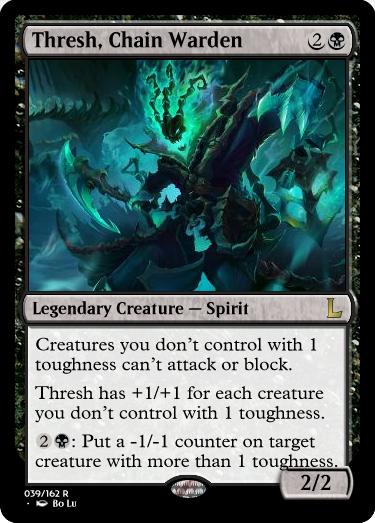 Thresh, Chain Warden 2
Legendary Creature — Spirit L
Creatures you don't control with 1
toughness can't attack or block.
Thresh has +1/+1 for each creature
you don't control with 1 toughness.
2 : Put a -1/-1 counter on target
creature with more than 1 toughness.
2/2
039/162 R
· Bo Lu